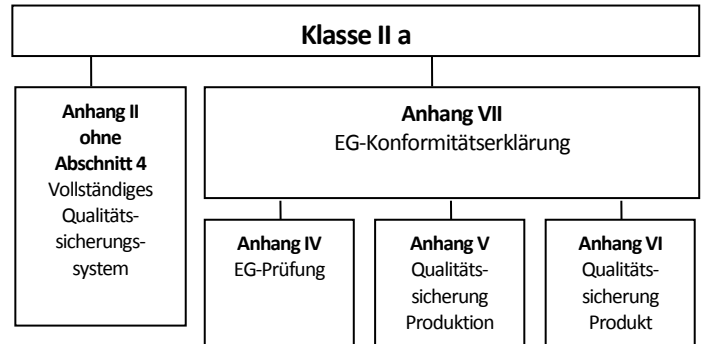 Klasse II a
Anhang II
ohne
Abschnitt 4
Vollständiges
Qualitäts-
sicherungs-
system
Anhang VII
EG-Konformitätserklärung
Anhang IV
EG-Prüfung
Anhang V
Qualitäts-
sicherung
Produktion
Anhang VI
Qualitäts-
sicherung
Produkt